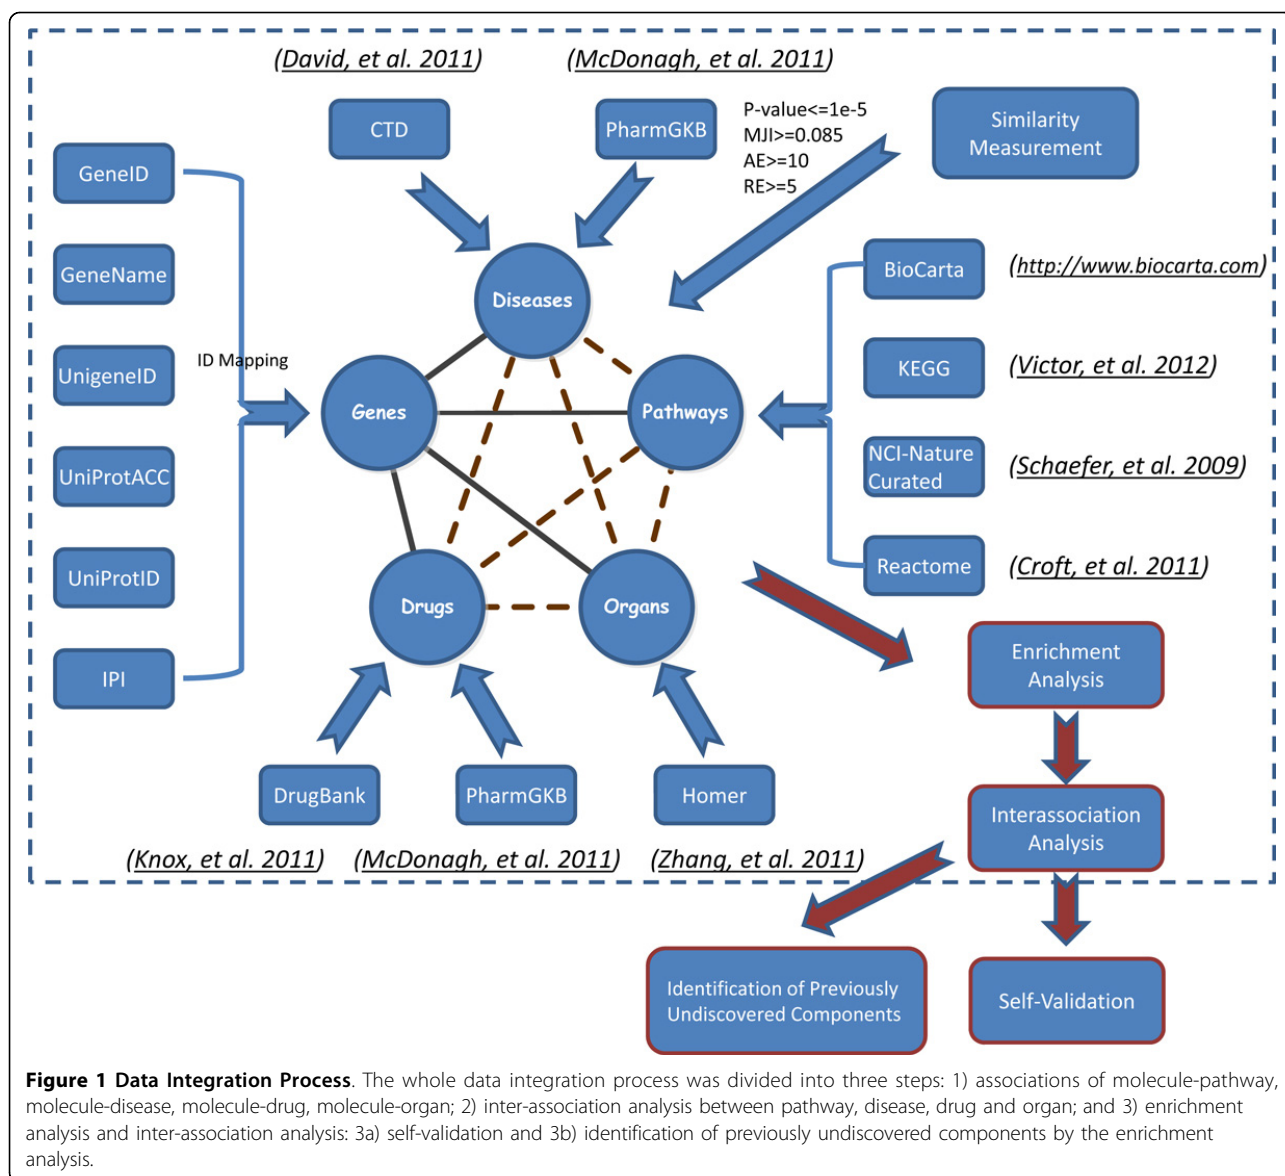 (David, et al. 2011)
(McDonagh, et al. 2011)
CTD
PharmGKB
P-value<=1e-5
MJI>=0.085
AE>=10
RE>=5
Similarity
Measurement
GeneID
GeneName
UnigeneID
UniProtACC
UniProtID
IPI
ID Mapping
Diseases
Genes
Pathways
Drugs
Organs
BioCarta
(http://www.biocarta.com)
KEGG
(Victor, et al. 2012)
NCI-Nature
Curated
(Schaefer, et al. 2009)
Reactome
(Croft, et al. 2011)
DrugBank
PharmGKB
Homer
(Knox, et al. 2011)
(McDonagh, et al. 2011)
(Zhang, et al. 2011)
Enrichment
Analysis
Interassociation
Analysis
Identification of Previously
Undiscovered Components
Self-Validation
Figure 1 Data Integration Process. The whole data integration process was divided into three steps: 1) associations of molecule-pathway,
molecule-disease, molecule-drug, molecule-organ; 2) inter-association analysis between pathway, disease, drug and organ; and 3) enrichment
analysis and inter-association analysis: 3a) self-validation and 3b) identification of previously undiscovered components by the enrichment
analysis.